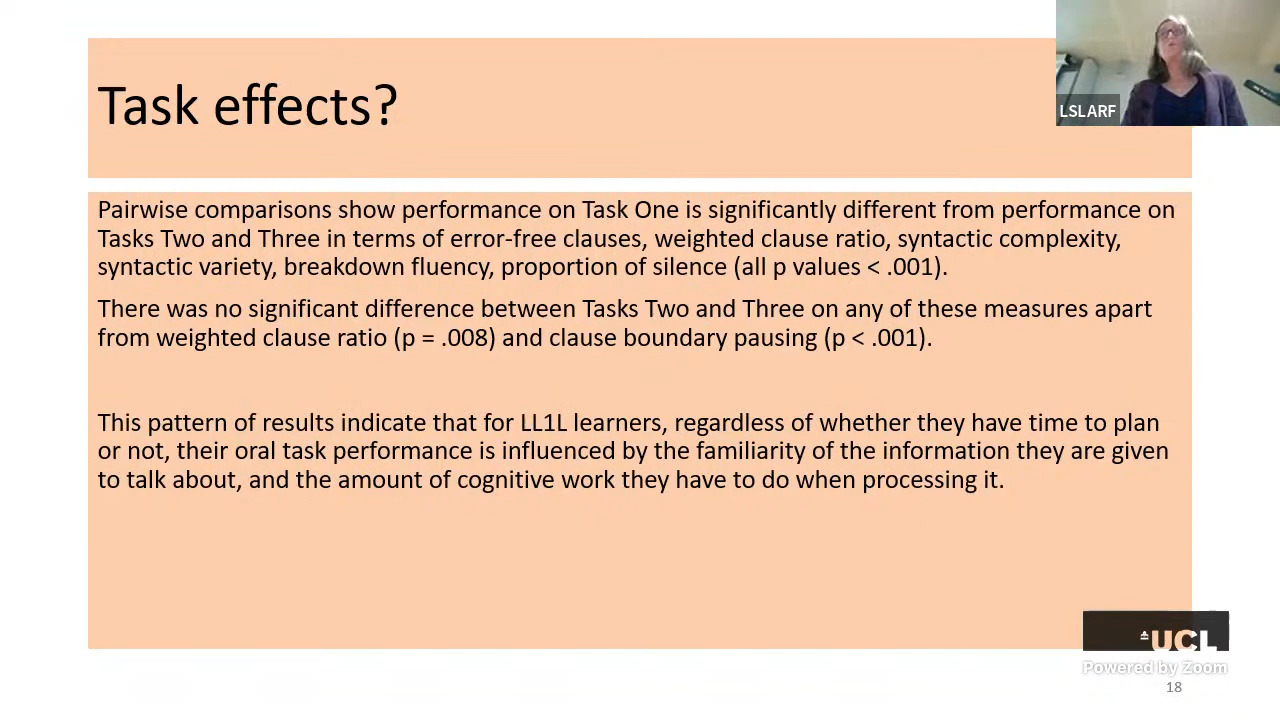 Task effects?
LSLARF
Pairwise comparisons show performance on Task One is significantly different from performance on
Tasks Two and Three in terms of error-free clauses, weighted clause ratio, syntactic complexity,
syntactic variety, breakdown fluency, proportion of silence (all p values < .001).
There was no significant difference between Tasks Two and Three on any of these measures apart
from weighted clause ratio (p = .008) and clause boundary pausing (p < .001).
This pattern of results indicate that for LL1L learners, regardless of whether they have time to plan
or not, their oral task performance is influenced by the familiarity of the information they are given
to talk about, and the amount of cognitive work they have to do when processing it.
UCL
Powered by Zoom
18